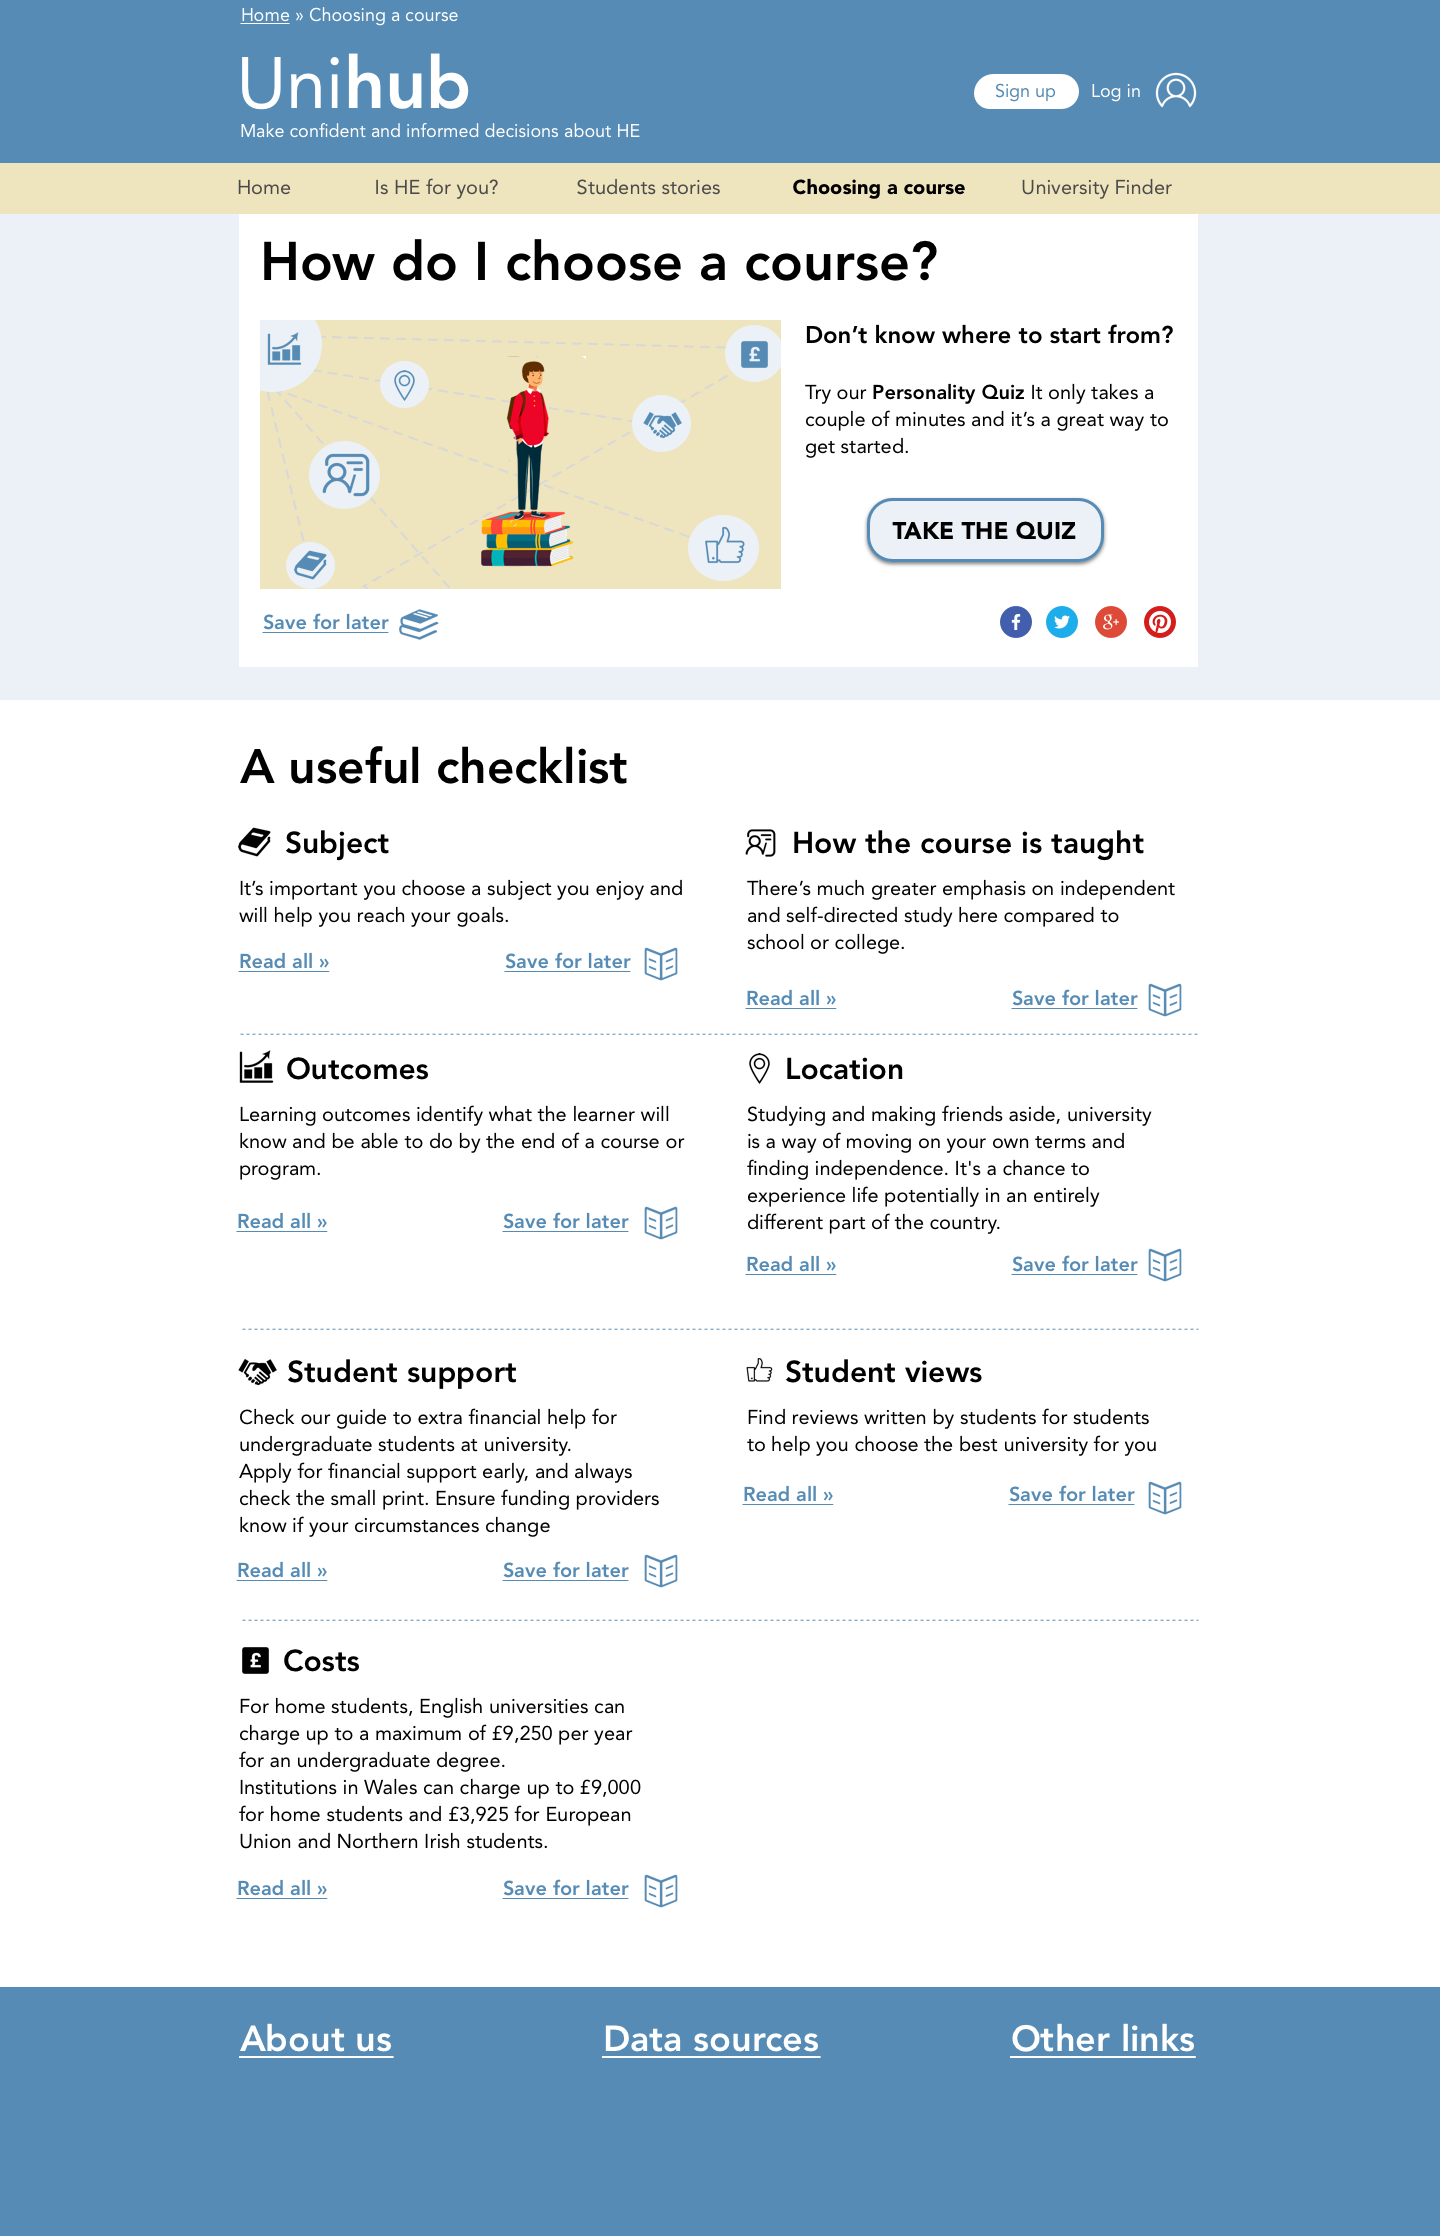 Home » Choosing a course
Unihub
Sign up Log in
Make confident and informed decisions about HE
Home Is HE for you? Students stories Choosing a course University Finder
How do I choose a course?
Don’t know where to start from?
Try our Personality Quiz It only takes a
couple of minutes and it’s a great way to
get started.
TAKE THE QUIZ
Save for later
A useful checklist
Subject
It’s important you choose a subject you enjoy and
will help you reach your goals.
Read all » Save for later
How the course is taught
There’s much greater emphasis on independent
and self-directed study here compared to
school or college.
Read all » Save for later
Outcomes
Learning outcomes identify what the learner will
know and be able to do by the end of a course or
program.
Read all » Save for later
Location
Studying and making friends aside, university
is a way of moving on your own terms and
finding independence. It's a chance to
experience life potentially in an entirely
different part of the country.
Read all » Save for later
Student support
Check our guide to extra financial help for
undergraduate students at university.
Apply for financial support early, and always
check the small print. Ensure funding providers
know if your circumstances change
Read all » Save for later
Student views
Find reviews written by students for students
to help you choose the best university for you
Read all » Save for later
Costs
For home students, English universities can
charge up to a maximum of £9,250 per year
for an undergraduate degree.
Institutions in Wales can charge up to £9,000
for home students and £3,925 for European
Union and Northern Irish students.
Read all » Save for later
About us Data sources Other links